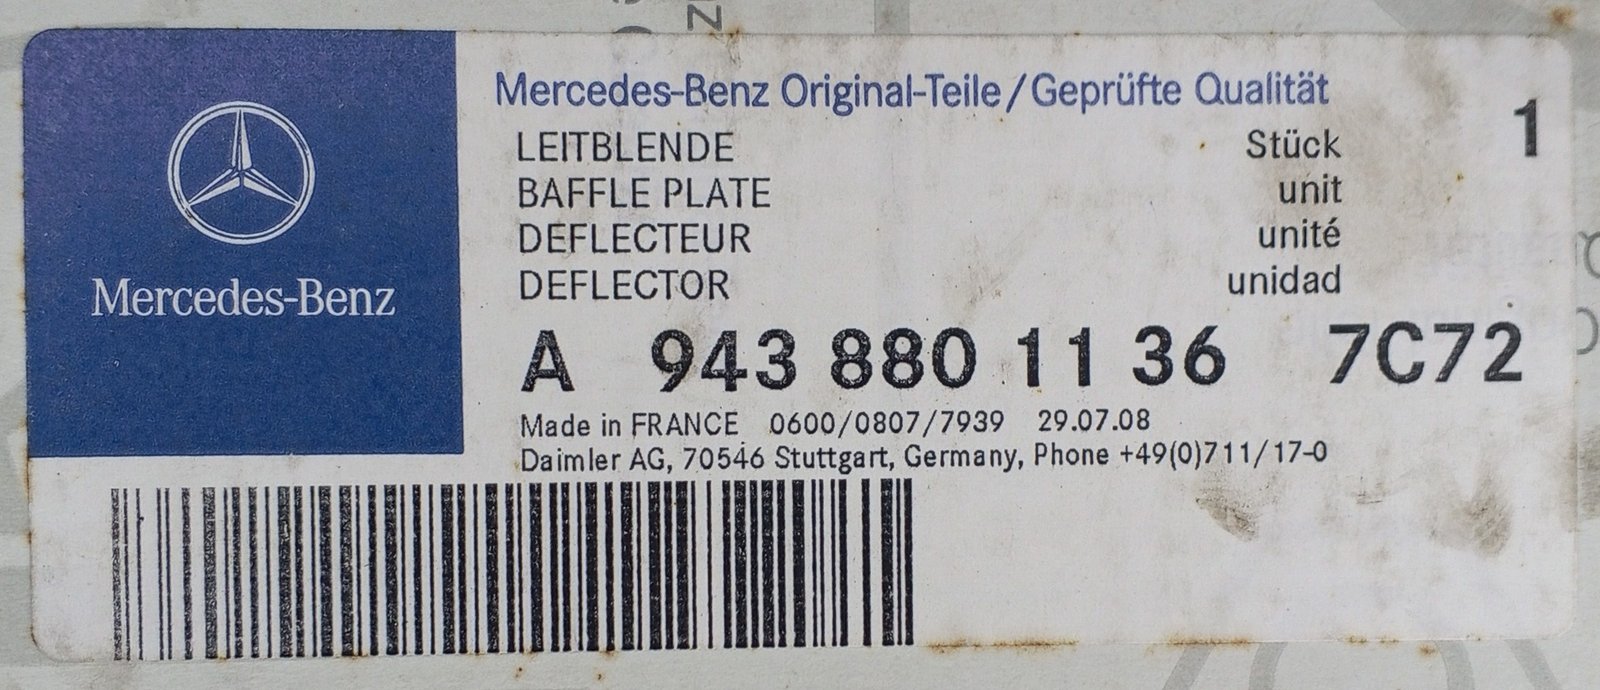 Mercedes-Benz
Mercedes-Benz Original-Teile/Geprüfte Qualität
LEITBLENDE Stück 1
BAFFLE PLATE unit
DEFLECTEUR unité
DEFLECTOR unidad
A 943 880 11 36 7C72
Made in FRANCE 0600/0807/7939 29.07.08
Daimler AG, 70546 Stuttgart, Germany, Phone +49(0)711/17-0